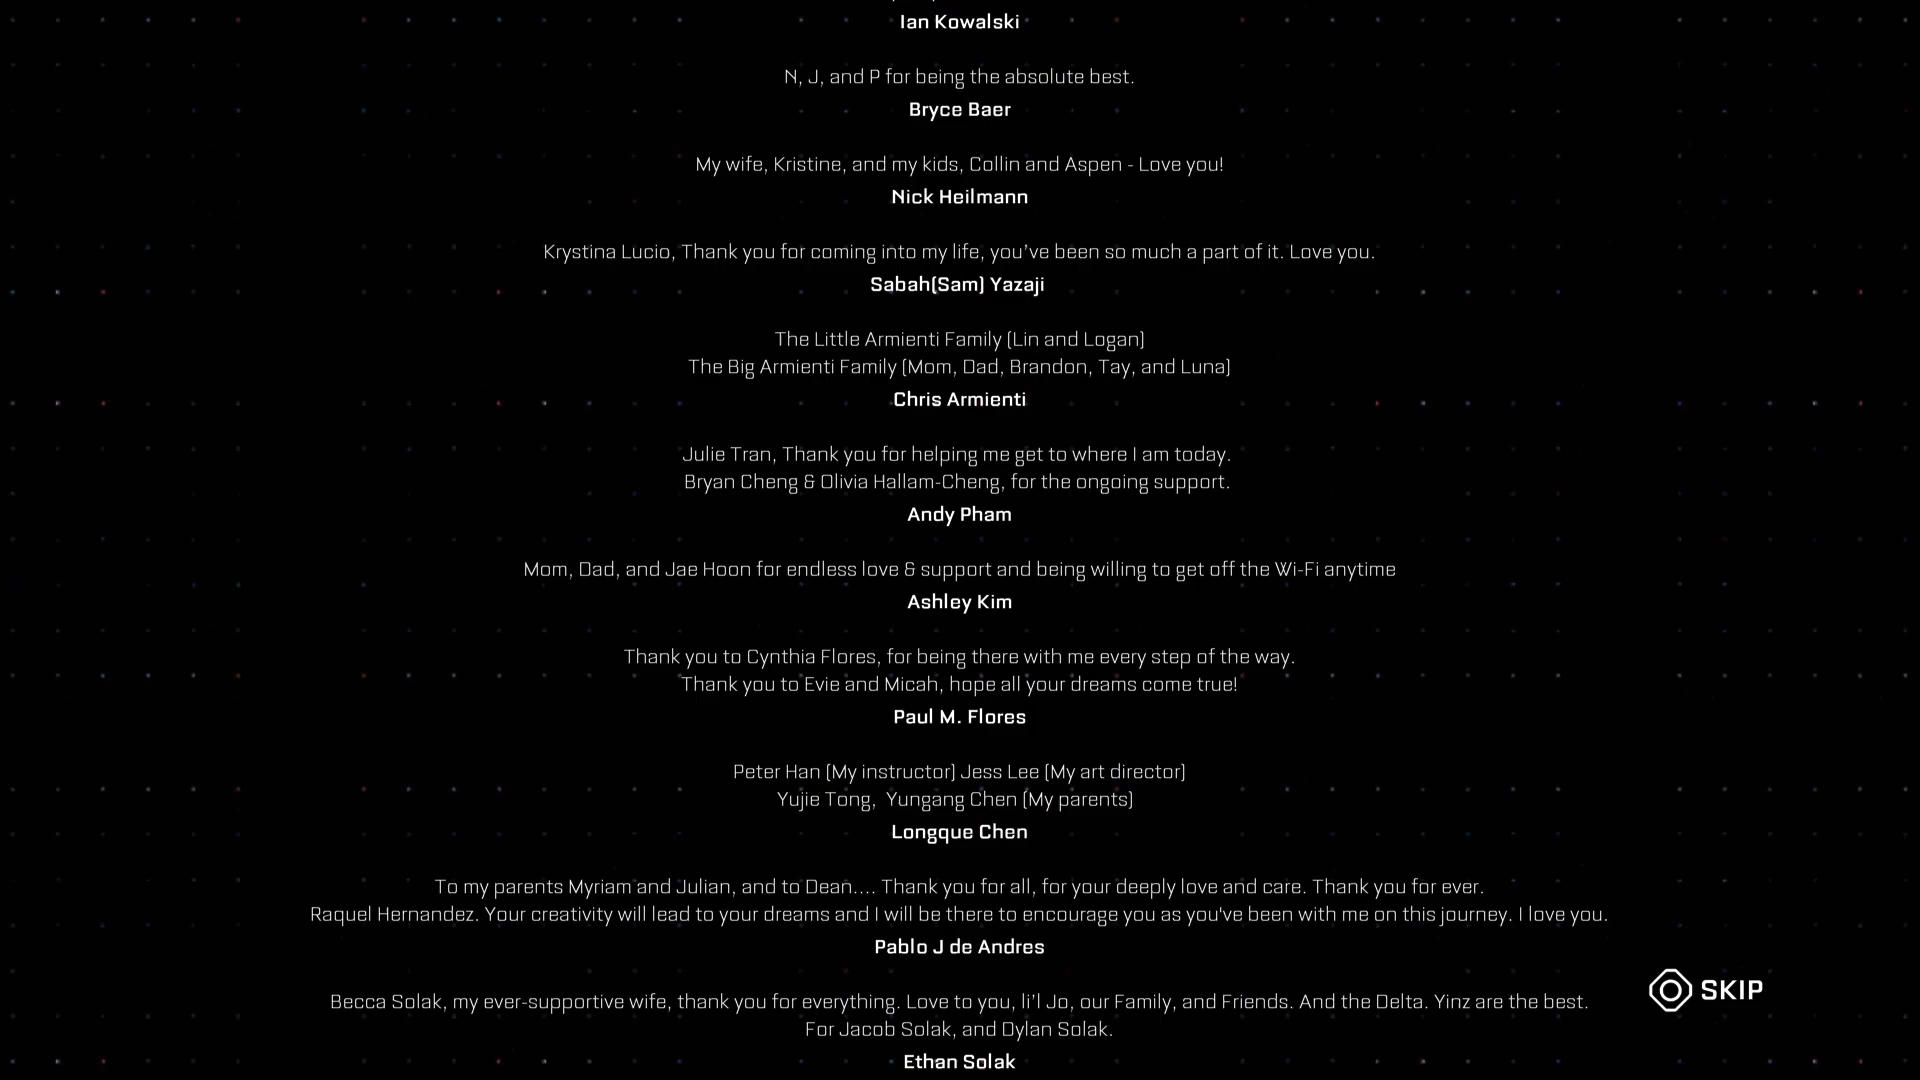 Ian Kowalski
N, J, and P for being the absolute best.
Bryce Baer
My wife, Kristine, and my kids, Collin and Aspen - Love you!
Nick Heilmann
Krystina Lucio, Thank you for coming into my life, you've been so much a part of it. Love you.
Sabah(Sam) Yazaji
The Little Armienti Family (Lin and Logan)
The Big Armienti Family (Mom, Dad, Brandon, Tay, and Luna)
Chris Armienti
Julie Tran, Thank you for helping me get to where I am today.
Bryan Cheng & Olivia Hallam-Cheng, for the ongoing support.
Andy Pham
Mom, Dad, and Jae Hoon for endless love & support and being willing to get off the Wi-Fi anytime
Ashley Kim
Thank you to Cynthia Flores, for being there with me every step of the way.
Thank you to Evie and Micah, hope all your dreams come true!
Paul M. Flores
Peter Han (My instructor) Jess Lee (My art director)
Yujie Tong, Yungang Chen (My parents)
Longque Chen
To my parents Myriam and Julian, and to Dean.... Thank you for all, for your deeply love and care. Thank you for ever.
Raquel Hernandez. Your creativity will lead to your dreams and I will be there to encourage you as you've been with me on this journey. I love you.
Pablo J de Andres
SKIP
Becca Solak, my ever-supportive wife, thank you for everything. Love to you, li'l Jo, our Family, and Friends. And the Delta. Yinz are the best.
For Jacob Solak, and Dylan Solak.
Ethan Solak